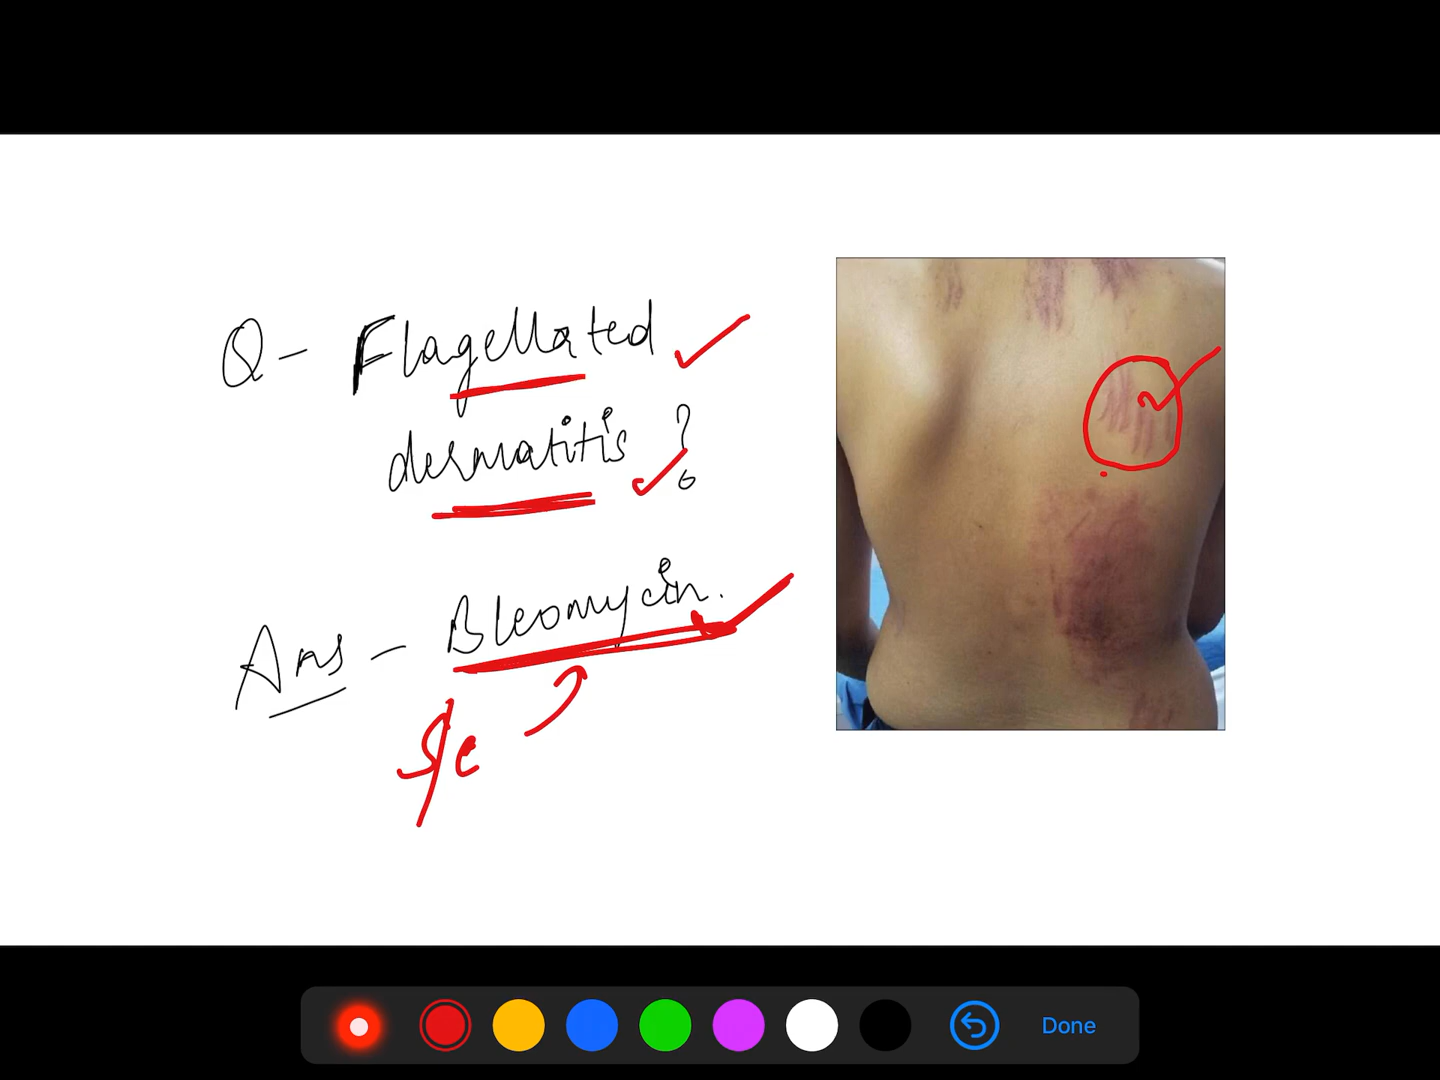 Q- Flagellated
dermatitis ?
Ans - Bleomycin.
S/e
Done